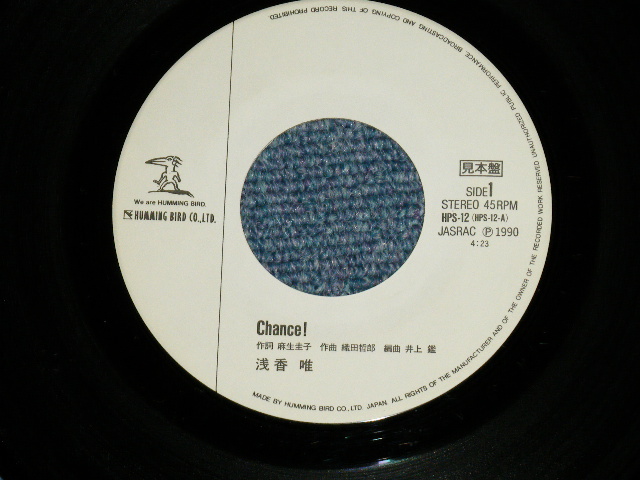 We are HUMMING BIRD.
HUMMING BIRD CO.,LTD.
見本盤
SIDE1
STEREO 45RPM
HPS-12 (HPS-12-A)
JASRAC Ⓟ1990
4:23
Chance!
作詞 麻生圭子 作曲 織田哲郎 編曲 井上 鑑
浅香 唯
MADE BY HUMMING BIRD CO., LTD. JAPAN. ALL RIGHTS OF THE MANUFACTURER AND OF THE OWNER OF THE RECORDED WORK RESERVED UNAUTHORIZED PUBLIC PERFORMANCE, BROADCASTING AND COPYING OF THIS RECORD PROHIBITED.